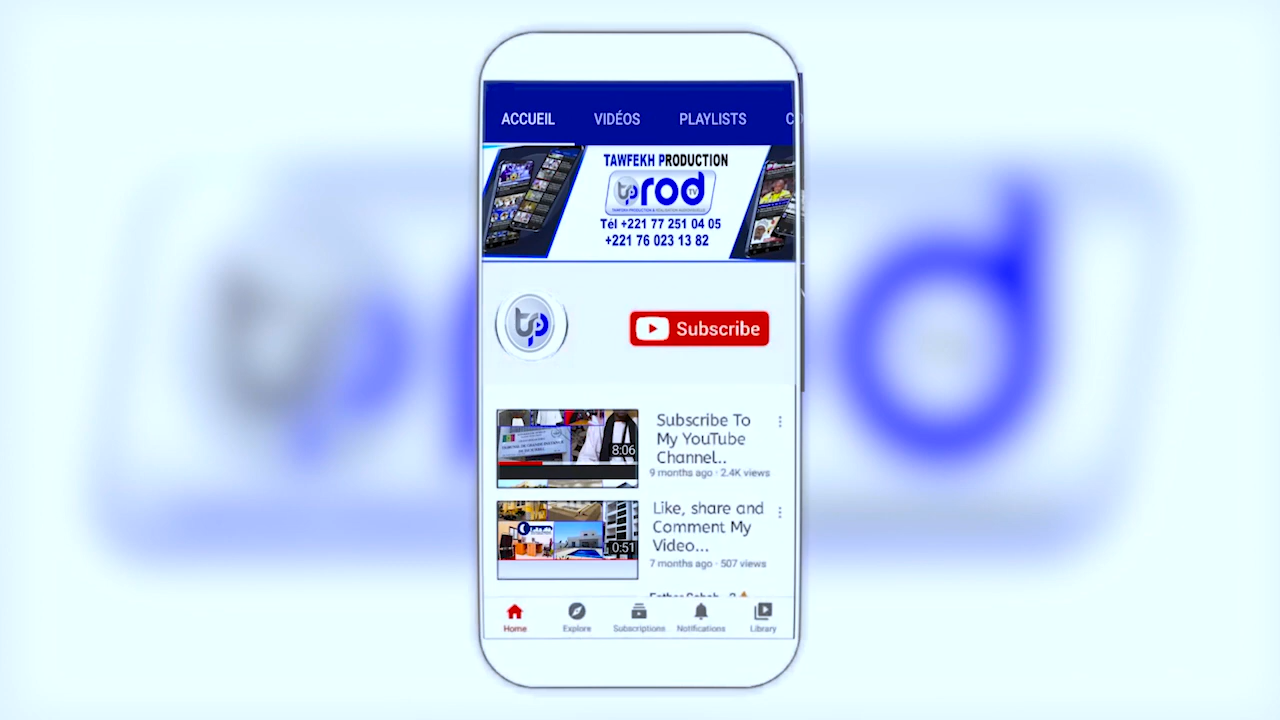 ACCUEIL VIDÉOS PLAYLISTS CO
TAWFEKH PRODUCTION
tprod TV
Tél +221 77 251 04 05
+221 76 023 13 82
tp
Subscribe
8:06
Subscribe To
My YouTube
Channel..
9 months ago · 2.4K views
0:51
Like, share and
Comment My
Video...
7 months ago · 507 views
Home Explore Subscriptions Notifications Library